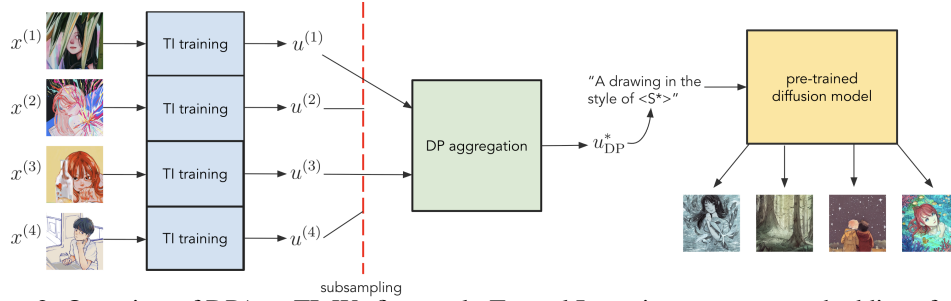 x^(1) TI training u^(1)
x^(2) TI training u^(2)
x^(3) TI training u^(3)
x^(4) TI training u^(4)
subsampling
DP aggregation
u*_DP
"A drawing in the
style of <S*>"
pre-trained
diffusion model